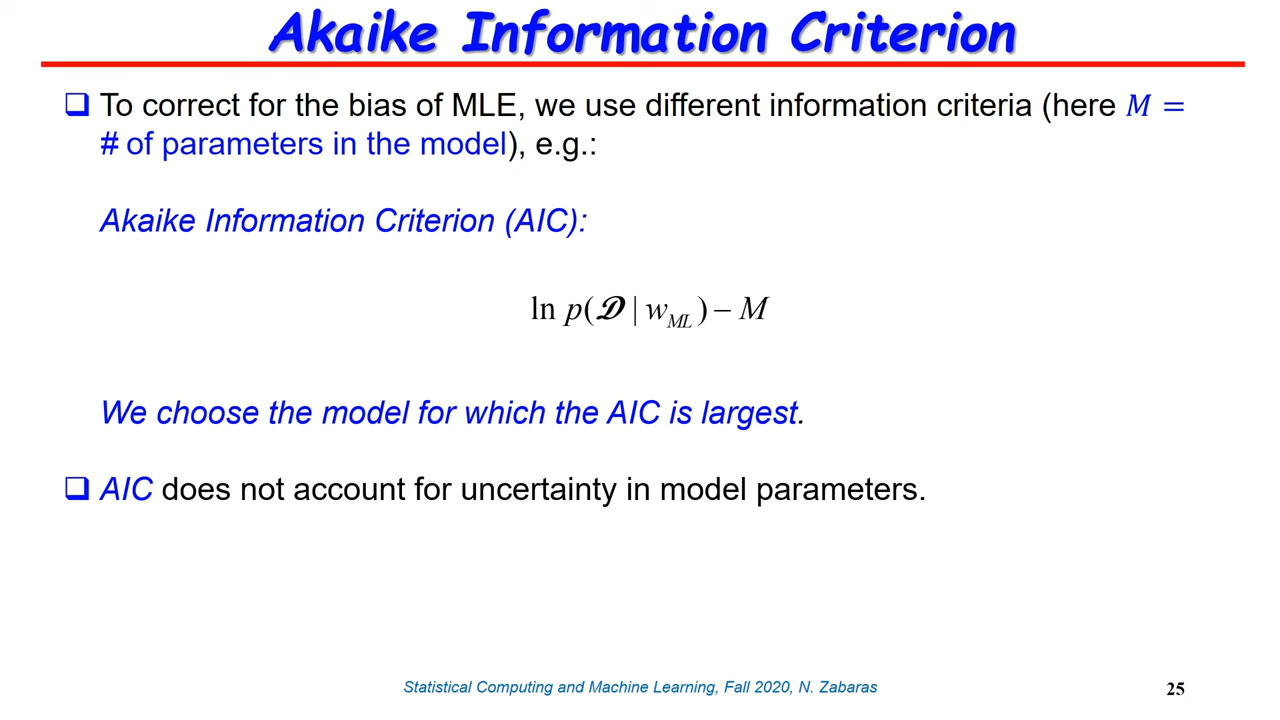 Akaike Information Criterion
❑ To correct for the bias of MLE, we use different information criteria (here M =
# of parameters in the model), e.g.:
Akaike Information Criterion (AIC):
ln p(𝓓 | w_ML) – M
We choose the model for which the AIC is largest.
❑ AIC does not account for uncertainty in model parameters.
Statistical Computing and Machine Learning, Fall 2020, N. Zabaras
25